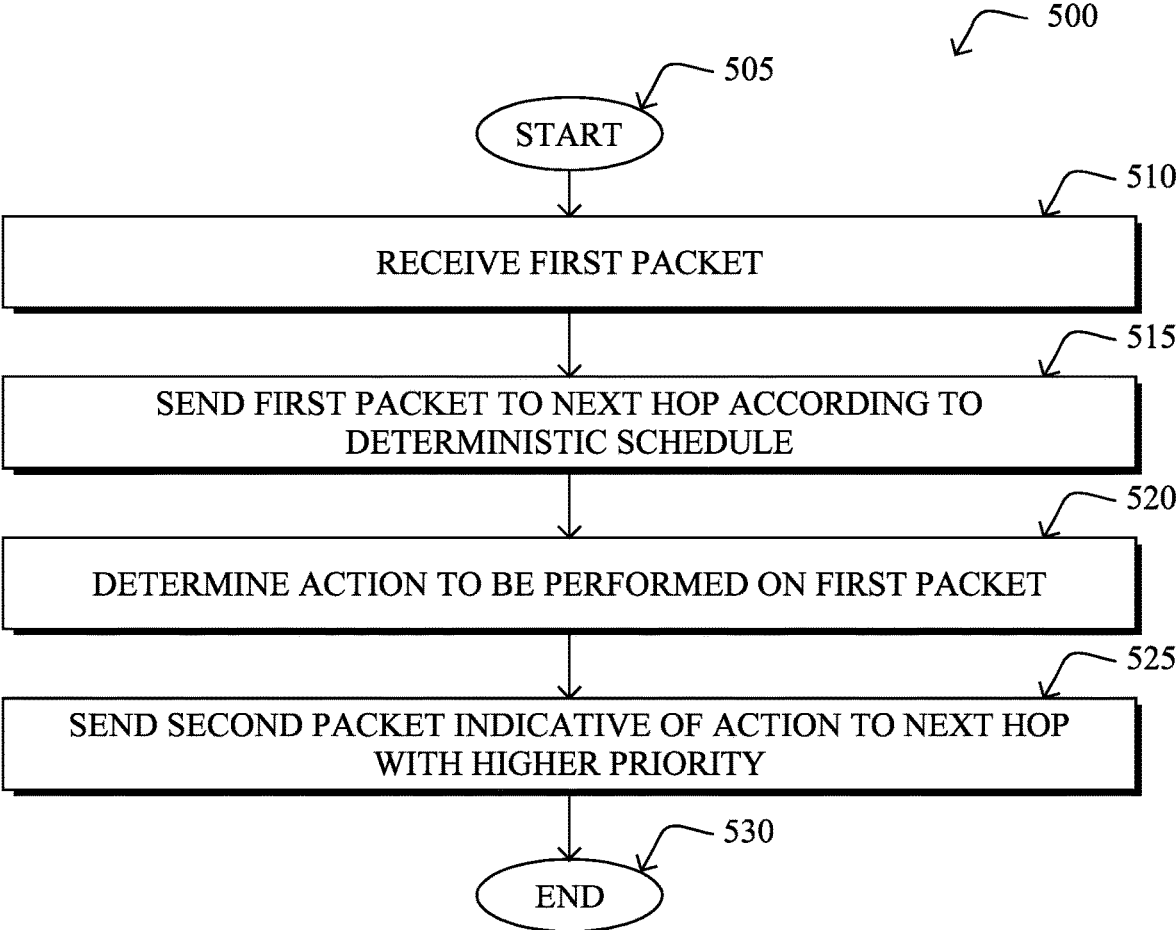 500
505
START
510
RECEIVE FIRST PACKET
515
SEND FIRST PACKET TO NEXT HOP ACCORDING TO
DETERMINISTIC SCHEDULE
520
DETERMINE ACTION TO BE PERFORMED ON FIRST PACKET
525
SEND SECOND PACKET INDICATIVE OF ACTION TO NEXT HOP
WITH HIGHER PRIORITY
530
END